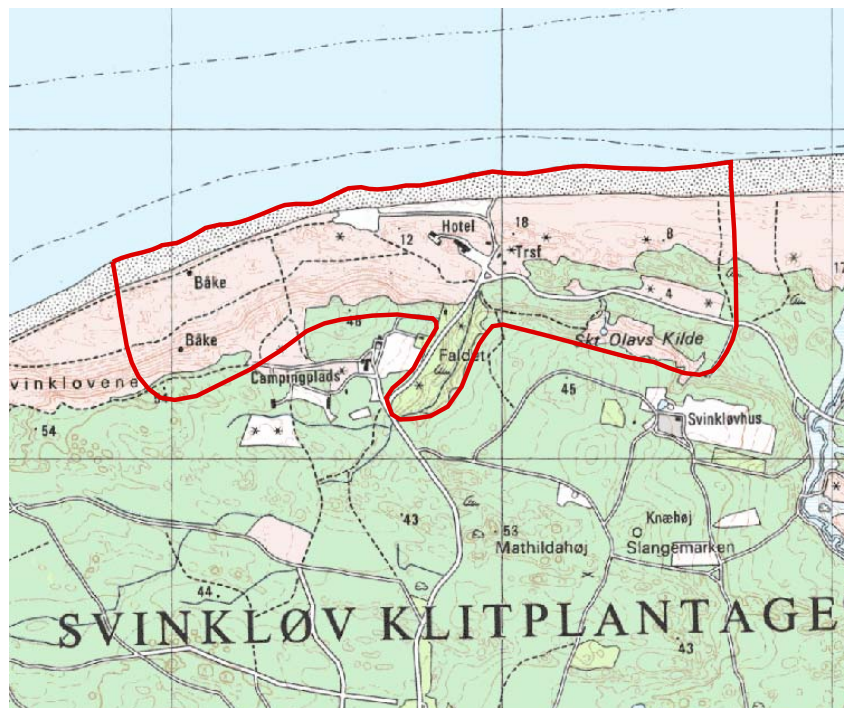 18
Hotel
8
12
Trsf
17
Båke
4
46
Skt Olavs Kilde
Båke
Faldet
Campingplads
vinkløvene
45
54
Svinkløvhus
43
Knæhøj
53
Mathildahøj
Slangemarken
44
SVINKLØV KLITPLANTAGE
43